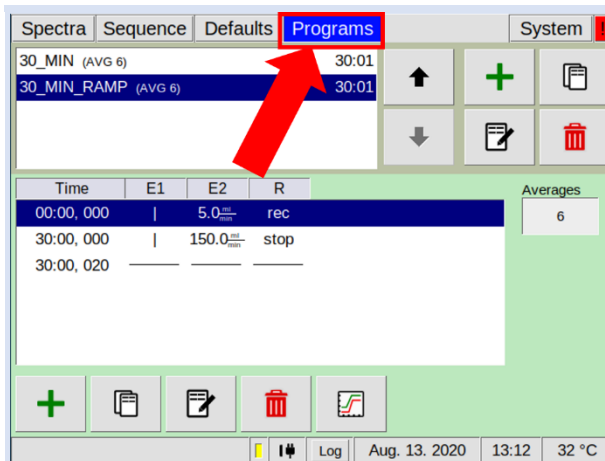 Spectra Sequence Defaults Programs System
30_MIN (AVG 6) 30:01
30_MIN_RAMP (AVG 6) 30:01
Time E1 E2 R
Averages
00:00, 000 | 5.0 ml/min rec
6
30:00, 000 | 150.0 ml/min stop
30:00, 020
Log Aug. 13. 2020 13:12 32 °C